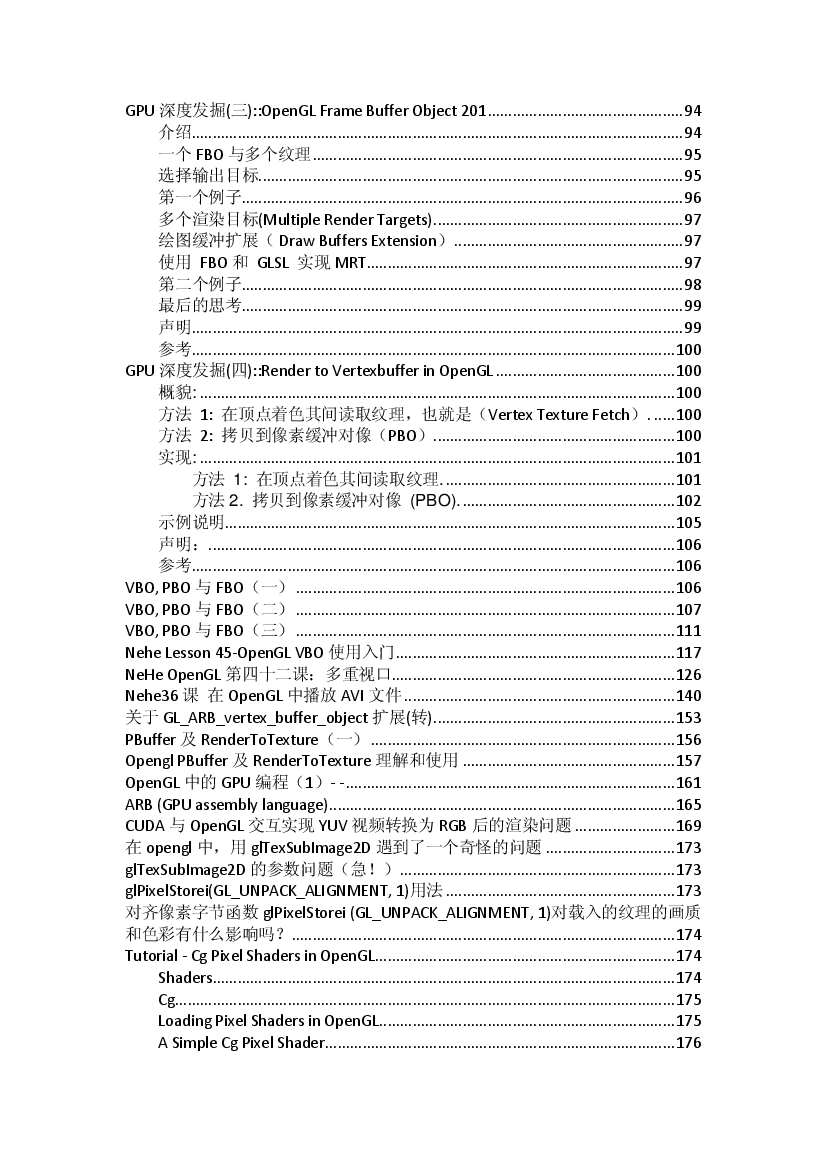 GPU 深度发掘(三)::OpenGL Frame Buffer Object 201 ............................................... 94
介绍 ............................................... 94
一个 FBO 与多个纹理 ............................................... 95
选择输出目标 ............................................... 95
第一个例子 ............................................... 96
多个渲染目标(Multiple Render Targets) ............................................... 97
绘图缓冲扩展（ Draw Buffers Extension） ............................................... 97
使用 FBO 和 GLSL 实现 MRT ............................................... 97
第二个例子 ............................................... 98
最后的思考 ............................................... 99
声明 ............................................... 99
参考 ............................................... 100
GPU 深度发掘(四)::Render to Vertexbuffer in OpenGL ............................................... 100
概貌: ............................................... 100
方法 1: 在顶点着色其间读取纹理，也就是（Vertex Texture Fetch）. ..... 100
方法 2: 拷贝到像素缓冲对像（PBO） ............................................... 100
实现: ............................................... 101
方法 1: 在顶点着色其间读取纹理. ............................................... 101
方法 2. 拷贝到像素缓冲对像 (PBO). ............................................... 102
示例说明 ............................................... 105
声明：. ............................................... 106
参考 ............................................... 106
VBO, PBO 与 FBO（一） ............................................... 106
VBO, PBO 与 FBO（二） ............................................... 107
VBO, PBO 与 FBO（三） ............................................... 111
Nehe Lesson 45-OpenGL VBO 使用入门 ............................................... 117
NeHe OpenGL 第四十二课：多重视口 ............................................... 126
Nehe36 课 在 OpenGL 中播放 AVI 文件 ............................................... 140
关于 GL_ARB_vertex_buffer_object 扩展(转) ............................................... 153
PBuffer 及 RenderToTexture（一） ............................................... 156
Opengl PBuffer 及 RenderToTexture 理解和使用 ............................................... 157
OpenGL 中的 GPU 编程（1）- - ............................................... 161
ARB (GPU assembly language) ............................................... 165
CUDA 与 OpenGL 交互实现 YUV 视频转换为 RGB 后的渲染问题 ........................ 169
在 opengl 中，用 glTexSubImage2D 遇到了一个奇怪的问题 ............................... 173
glTexSubImage2D 的参数问题（急！） ............................................... 173
glPixelStorei(GL_UNPACK_ALIGNMENT, 1)用法 ............................................... 173
对齐像素字节函数 glPixelStorei (GL_UNPACK_ALIGNMENT, 1)对载入的纹理的画质
和色彩有什么影响吗？ ............................................... 174
Tutorial - Cg Pixel Shaders in OpenGL ............................................... 174
Shaders ............................................... 174
Cg ............................................... 175
Loading Pixel Shaders in OpenGL ............................................... 175
A Simple Cg Pixel Shader ............................................... 176